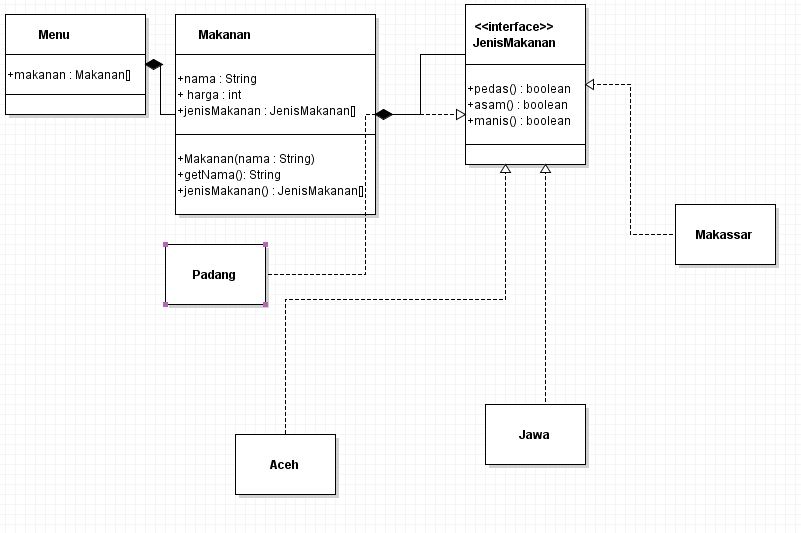 Menu
+makanan : Makanan[]
Makanan
+nama : String
+ harga : int
+jenisMakanan : JenisMakanan[]
+Makanan(nama : String)
+getNama(): String
+jenisMakanan() : JenisMakanan[]
<<interface>>
JenisMakanan
+pedas() : boolean
+asam() : boolean
+manis() : boolean
Makassar
Padang
Jawa
Aceh